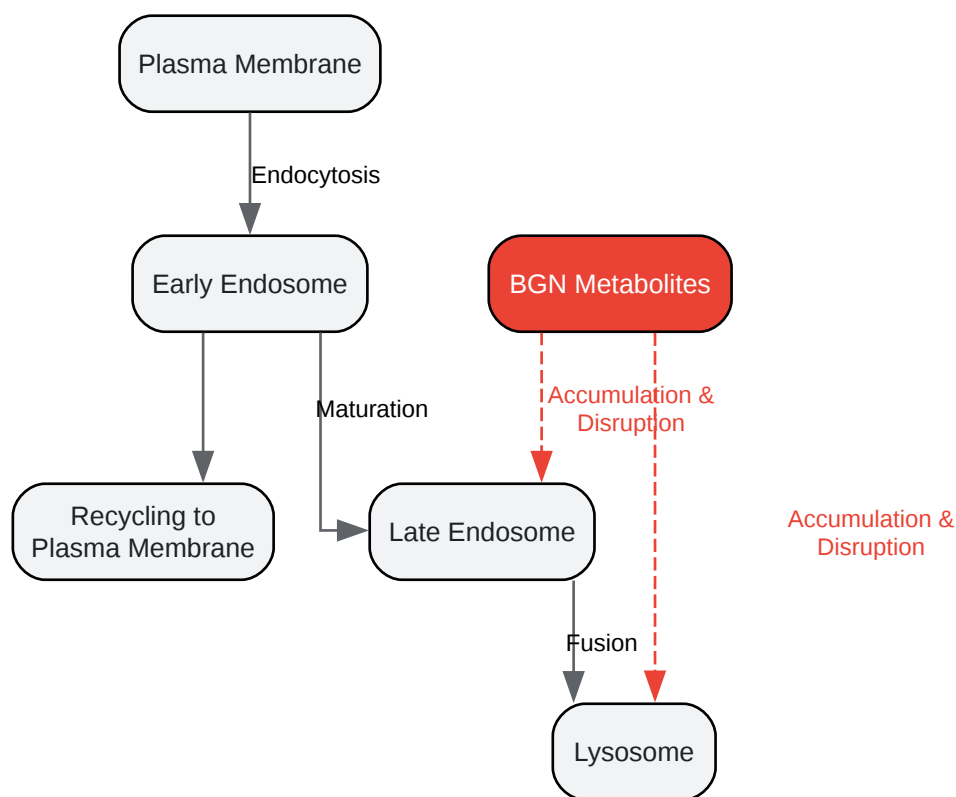 Plasma Membrane
Endocytosis
Early Endosome
BGN Metabolites
Accumulation &
Disruption
Maturation
Recycling to
Plasma Membrane
Late Endosome
Accumulation &
Disruption
Fusion
Lysosome